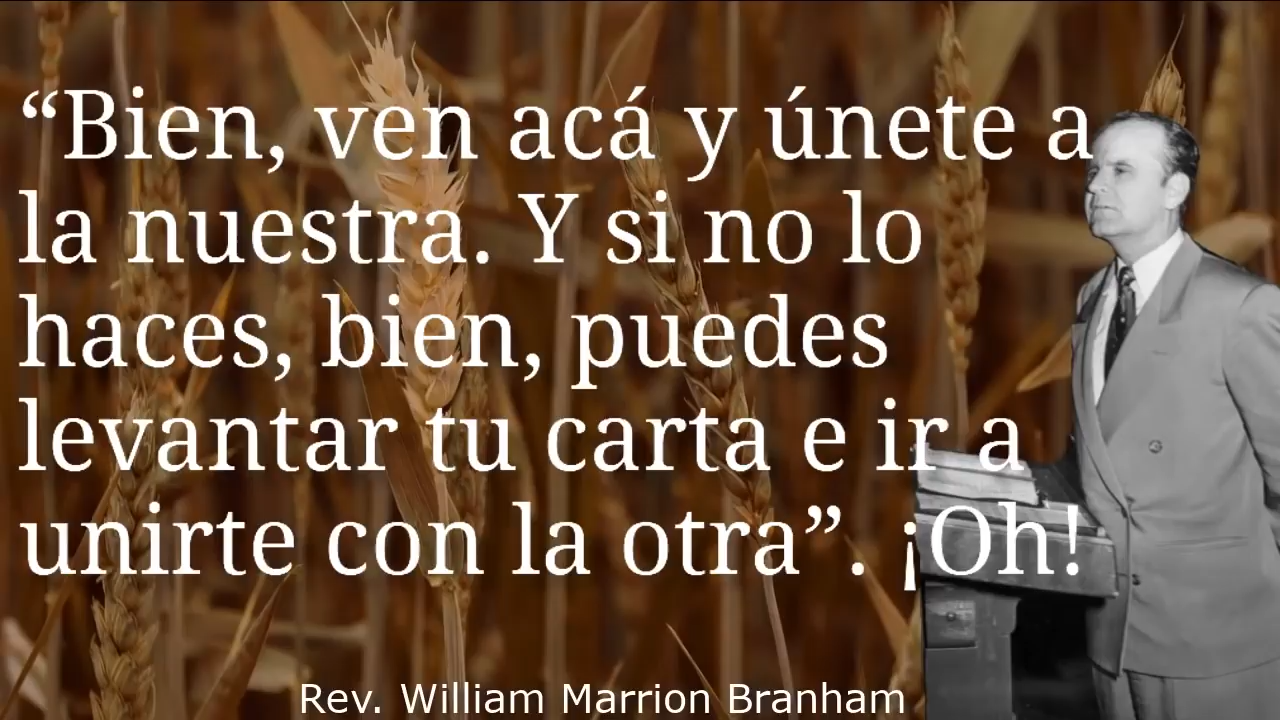 “Bien, ven acá y únete a
la nuestra. Y si no lo
haces, bien, puedes
levantar tu carta e ir a
unirte con la otra”. ¡Oh!
Rev. William Marrion Branham